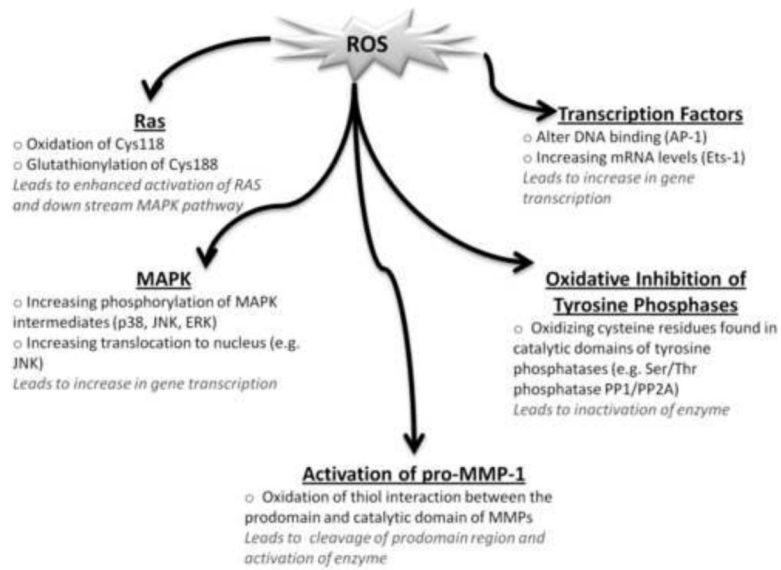 ROS
Ras
o Oxidation of Cys118
o Glutathionylation of Cys188
Leads to enhanced activation of RAS
and down stream MAPK pathway
Transcription Factors
o Alter DNA binding (AP-1)
o Increasing mRNA levels (Ets-1)
Leads to increase in gene
transcription
MAPK
o Increasing phosphorylation of MAPK
intermediates (p38, JNK, ERK)
o Increasing translocation to nucleus (e.g.
JNK)
Leads to increase in gene transcription
Oxidative Inhibition of
Tyrosine Phosphases
o Oxidizing cysteine residues found in
catalytic domains of tyrosine
phosphatases (e.g. Ser/Thr
phosphatase PP1/PP2A)
Leads to inactivation of enzyme
Activation of pro-MMP-1
o Oxidation of thiol interaction between the
prodomain and catalytic domain of MMPs
Leads to cleavage of prodomain region and
activation of enzyme